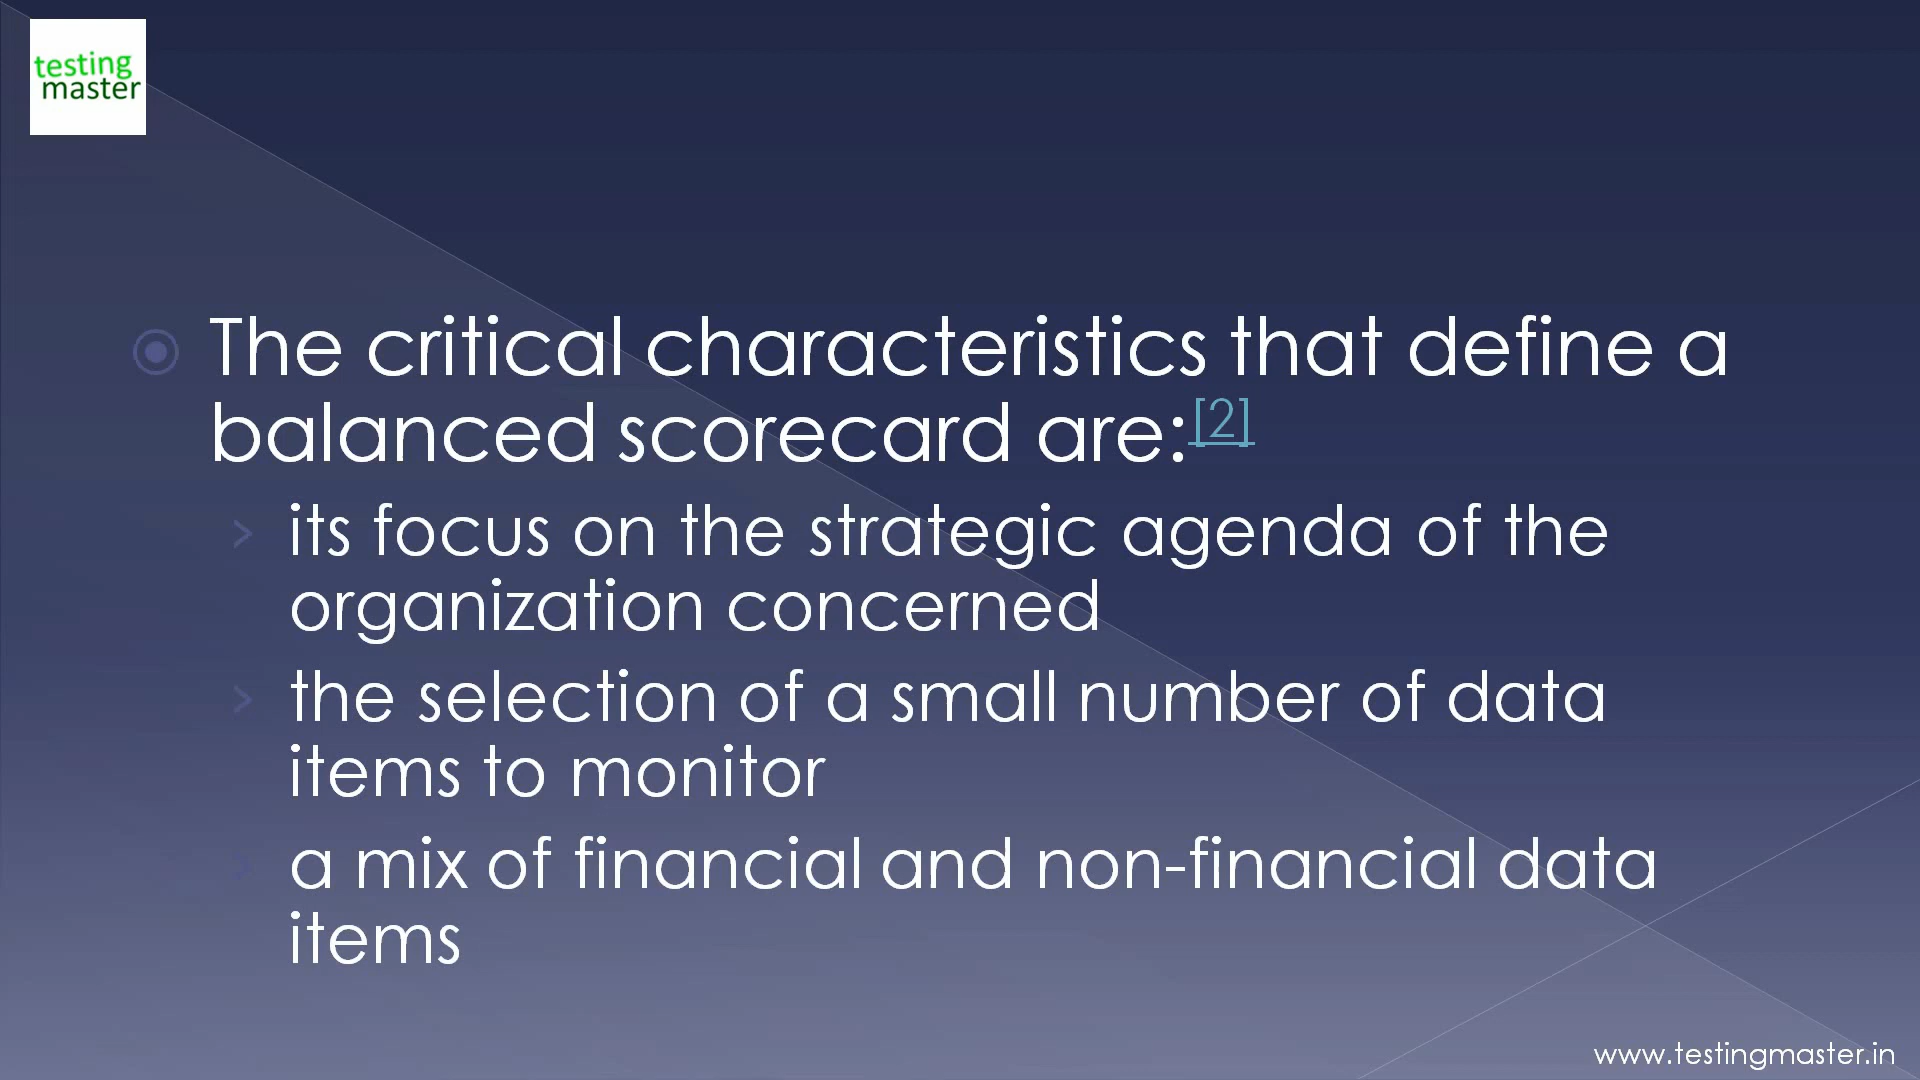 testing
master
The critical characteristics that define a
balanced scorecard are:[2]
its focus on the strategic agenda of the
organization concerned
the selection of a small number of data
items to monitor
a mix of financial and non-financial data
items
www.testingmaster.in